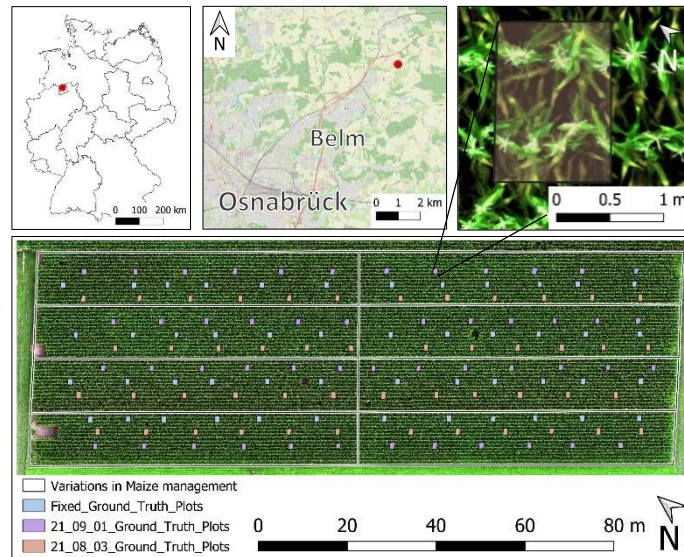 N
N
Belm
Osnabrück
0 100 200 km
0 1 2 km
0 0.5 1 m
Variations in Maize management
Fixed_Ground_Truth_Plots
21_09_01_Ground_Truth_Plots
21_08_03_Ground_Truth_Plots
0 20 40 60 80 m
N